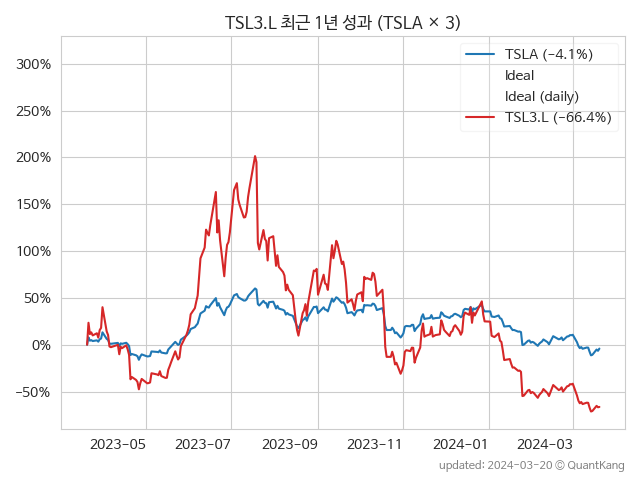 TSL3.L 최근 1년 성과 (TSLA × 3)
TSLA (−4.1%)
Ideal
Ideal (daily)
TSL3.L (−66.4%)
300%
250%
200%
150%
100%
50%
0%
−50%
2023−05
2023−07
2023−09
2023−11
2024−01
2024−03
updated: 2024−03−20 ⓒ QuantKang